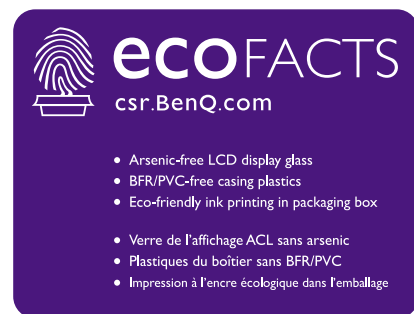 ecoFACTS
csr.BenQ.com
• Arsenic-free LCD display glass
• BFR/PVC-free casing plastics
• Eco-friendly ink printing in packaging box
• Verre de l'affichage ACL sans arsenic
• Plastiques du boîtier sans BFR/PVC
• Impression à l'encre écologique dans l'emballage